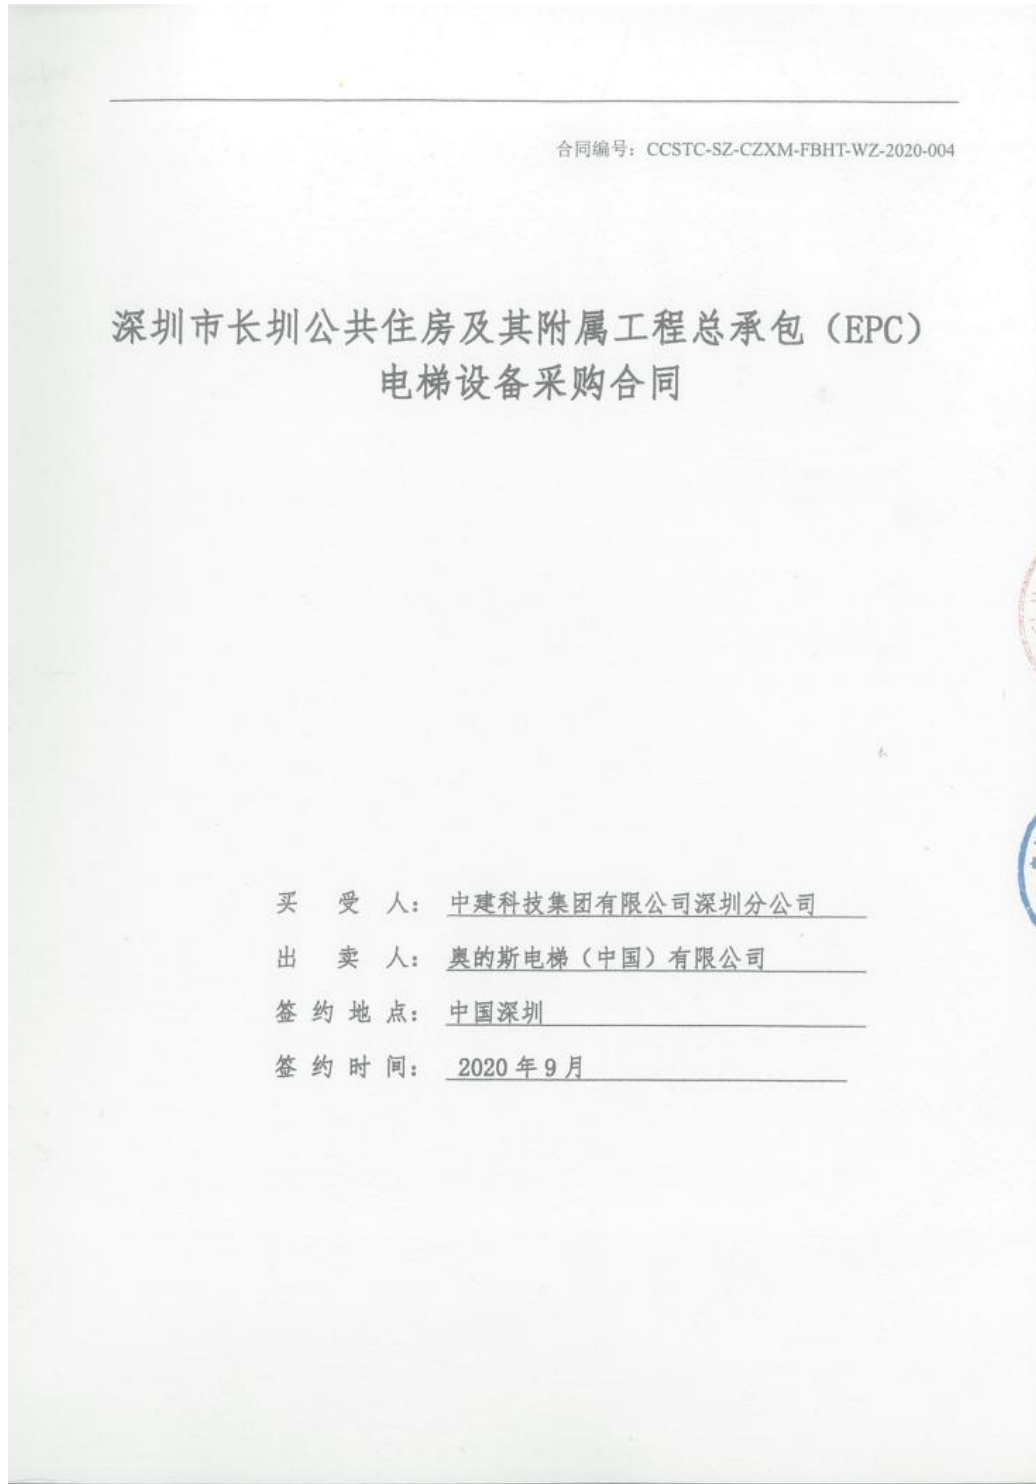 合同编号：CCSTC-SZ-CZXM-FBHT-WZ-2020-004
深圳市长圳公共住房及其附属工程总承包（EPC）
电梯设备采购合同
买受人：中建科技集团有限公司深圳分公司
出卖人：奥的斯电梯（中国）有限公司
签约地点：中国深圳
签约时间：2020年9月